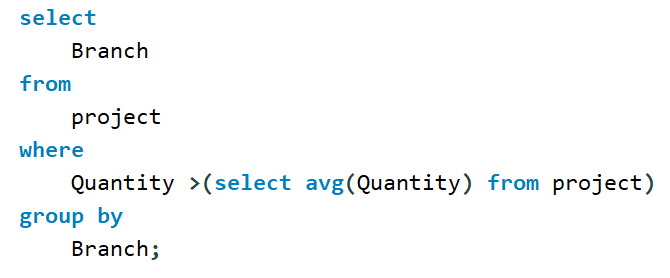 select
Branch
from
project
where
Quantity >(select avg(Quantity) from project)
group by
Branch;